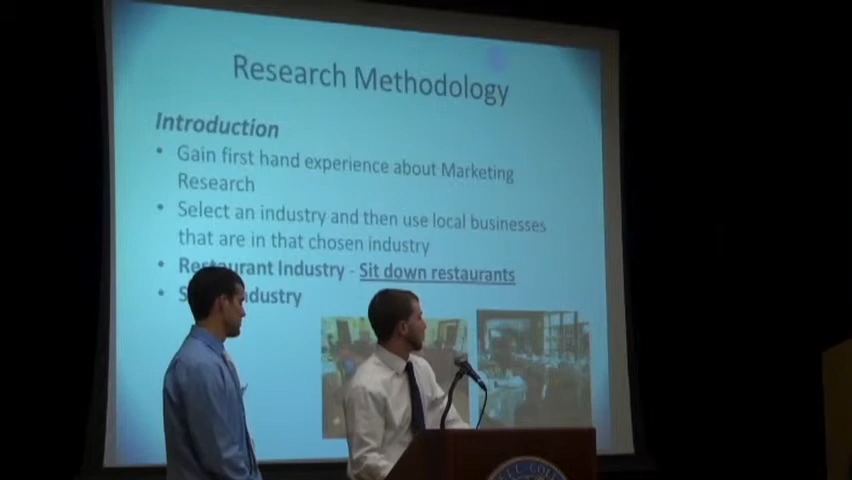 Research Methodology
Introduction
• Gain first hand experience about Marketing
Research
• Select an industry and then use local businesses
that are in that chosen industry
• Restaurant Industry - Sit down restaurants
• Industry